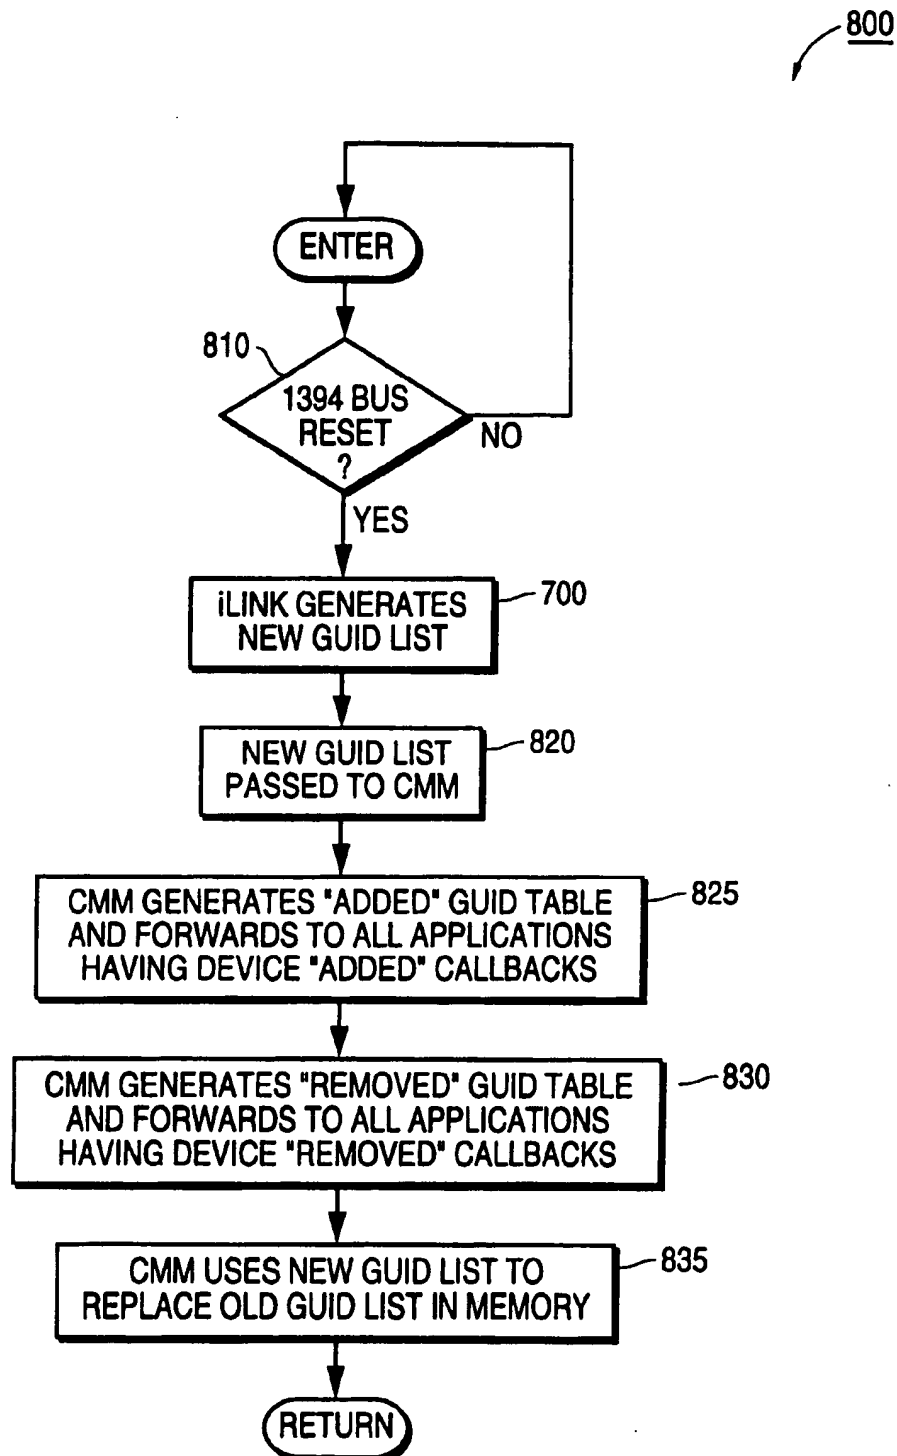 800
ENTER
810
1394 BUS
RESET
?
NO
YES
iLINK GENERATES
NEW GUID LIST
700
NEW GUID LIST
PASSED TO CMM
820
CMM GENERATES "ADDED" GUID TABLE
AND FORWARDS TO ALL APPLICATIONS
HAVING DEVICE "ADDED" CALLBACKS
825
CMM GENERATES "REMOVED" GUID TABLE
AND FORWARDS TO ALL APPLICATIONS
HAVING DEVICE "REMOVED" CALLBACKS
830
CMM USES NEW GUID LIST TO
REPLACE OLD GUID LIST IN MEMORY
835
RETURN